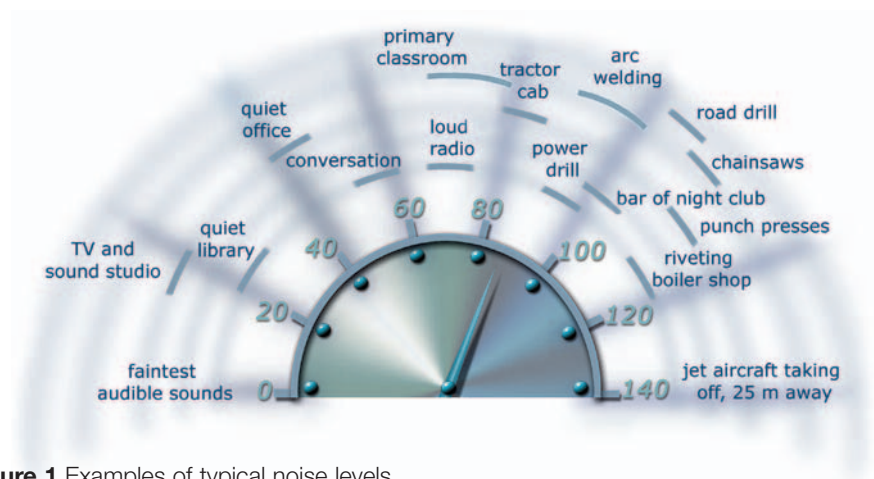 primary
classroom
tractor
cab
arc
welding
road drill
quiet
office
loud
radio
conversation
power
drill
chainsaws
bar of night club
punch presses
TV and
sound studio
quiet
library
riveting
boiler shop
60
80
40
100
20
120
faintest
audible sounds
0
140
jet aircraft taking
off, 25 m away
ure 1 Examples of typical noise levels